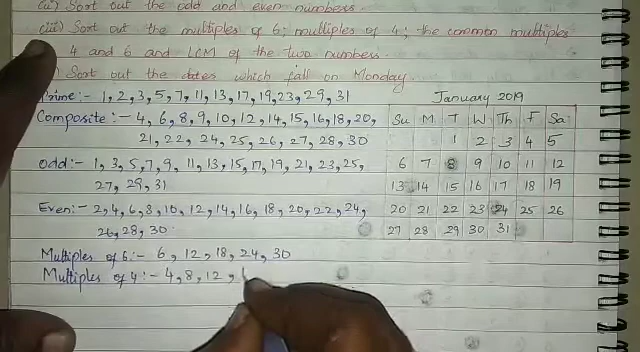 (ii) Sort out the odd and even numbers.
(iii) Sort out the multiples of 6; multiples of 4; the common multiples
4 and 6 and LCM of the two numbers.
Sort out the dates which fall on Monday.
Prime:- 1, 2, 3, 5, 7, 11, 13, 17, 19, 23, 29, 31
Composite:- 4, 6, 8, 9, 10, 12, 14, 15, 16, 18, 20,
21, 22, 24, 25, 26, 27, 28, 30
Odd:- 1, 3, 5, 7, 9, 11, 13, 15, 17, 19, 21, 23, 25,
27, 29, 31
Even:- 2, 4, 6, 8, 10, 12, 14, 16, 18, 20, 22, 24,
26, 28, 30.
Multiples of 6:- 6, 12, 18, 24, 30
Multiples of 4:- 4, 8, 12, 1
January 2019
Su M T W Th F Sa
1 2 3 4 5
6 7 8 9 10 11 12
13 14 15 16 17 18 19
20 21 22 23 24 25 26
27 28 29 30 31